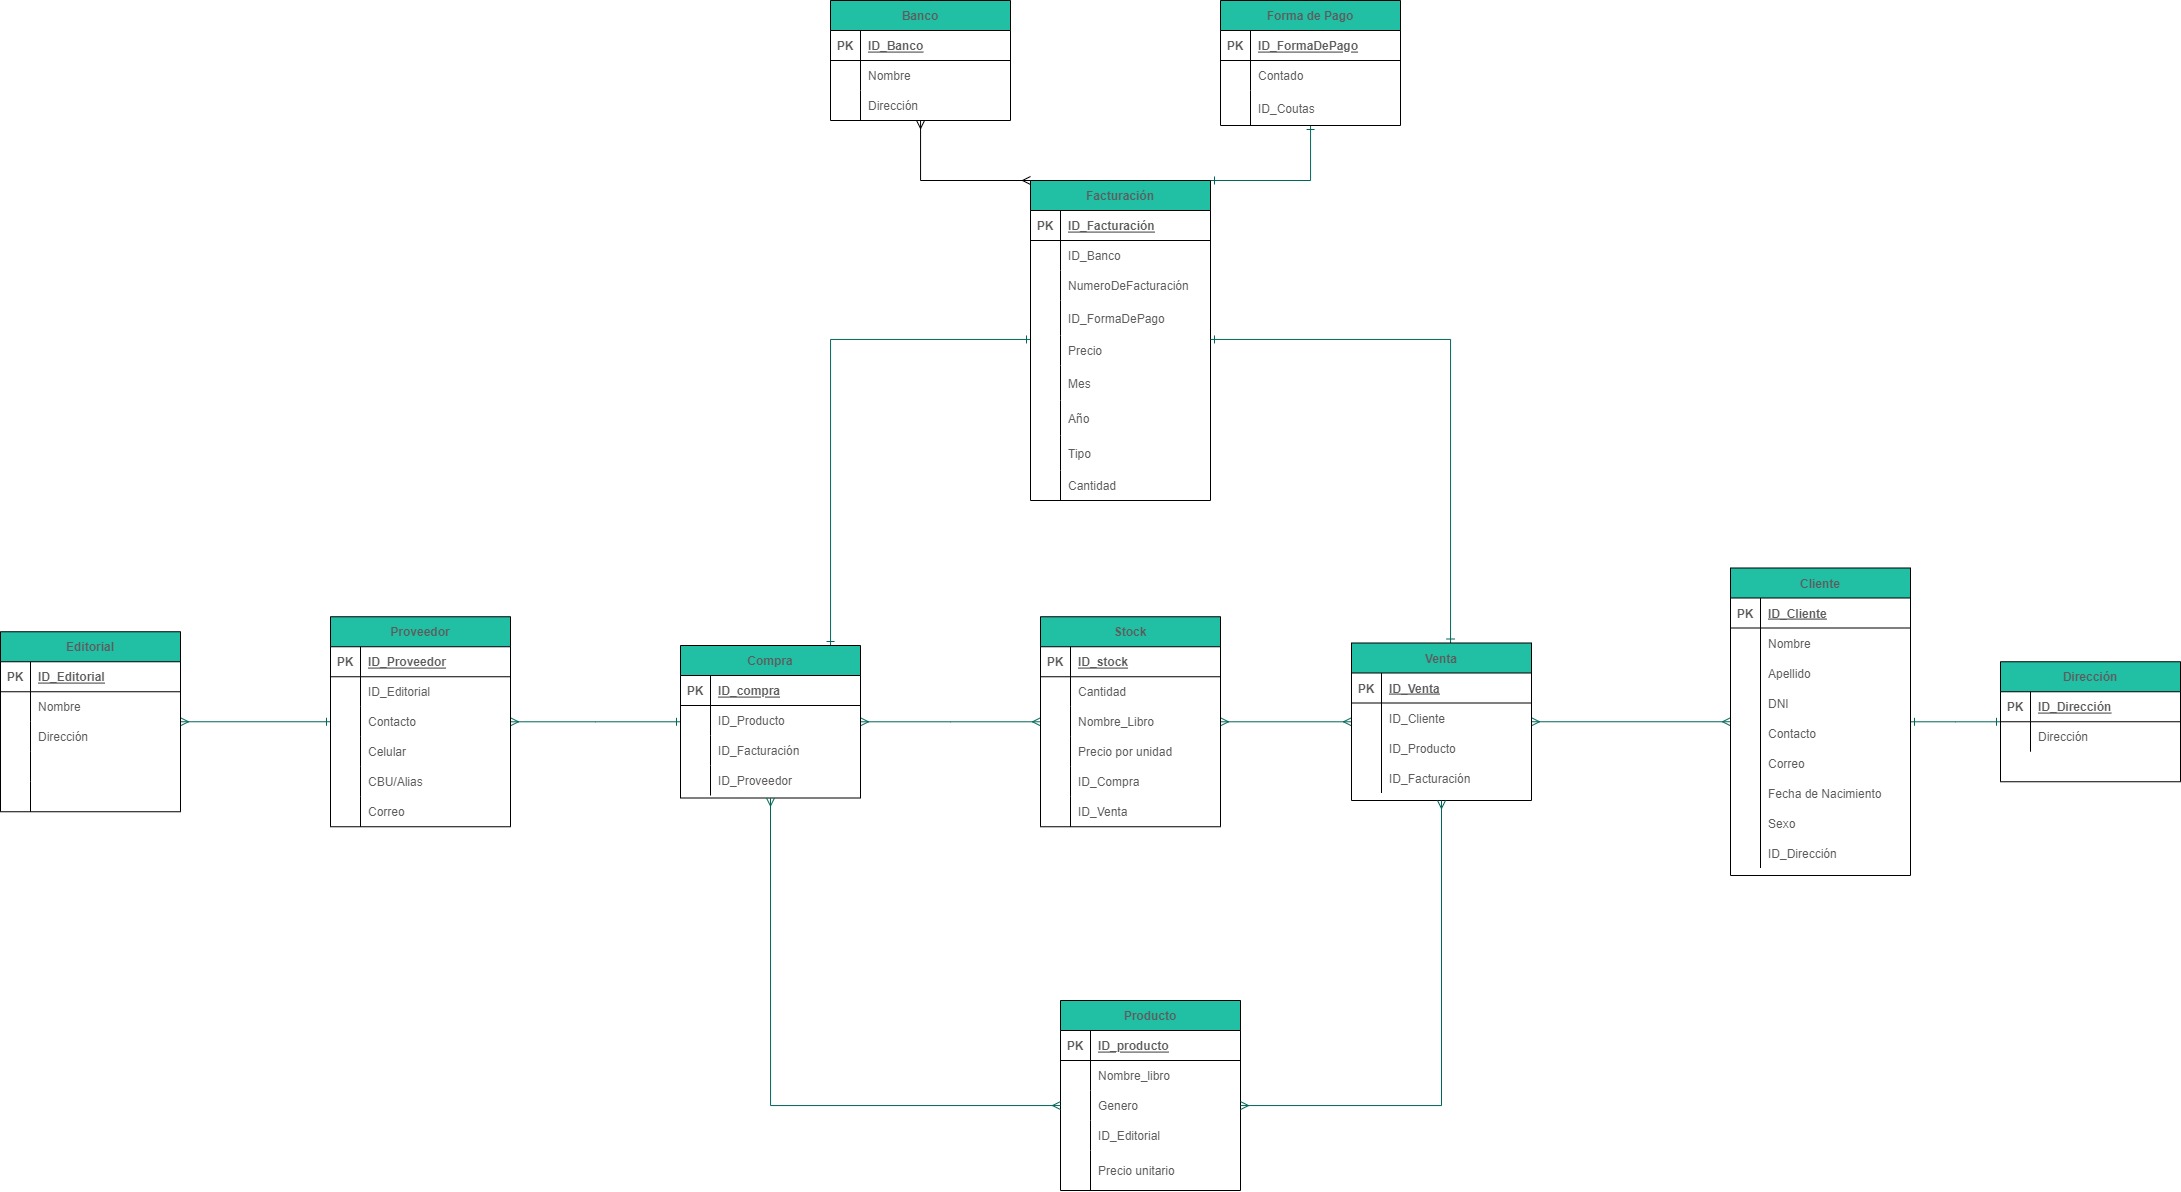 Banco
PK ID_Banco
Nombre
Dirección
Forma de Pago
PK ID_FormaDePago
Contado
ID_Coutas
Facturación
PK ID_Facturación
ID_Banco
NumeroDeFacturación
ID_FormaDePago
Precio
Mes
Año
Tipo
Cantidad
Editorial
PK ID_Editorial
Nombre
Dirección
Proveedor
PK ID_Proveedor
ID_Editorial
Contacto
Celular
CBU/Alias
Correo
Compra
PK ID_compra
ID_Producto
ID_Facturación
ID_Proveedor
Stock
PK ID_stock
Cantidad
Nombre_Libro
Precio por unidad
ID_Compra
ID_Venta
Venta
PK ID_Venta
ID_Cliente
ID_Producto
ID_Facturación
Cliente
PK ID_Cliente
Nombre
Apellido
DNI
Contacto
Correo
Fecha de Nacimiento
Sexo
ID_Dirección
Dirección
PK ID_Dirección
Dirección
Producto
PK ID_producto
Nombre_libro
Genero
ID_Editorial
Precio unitario